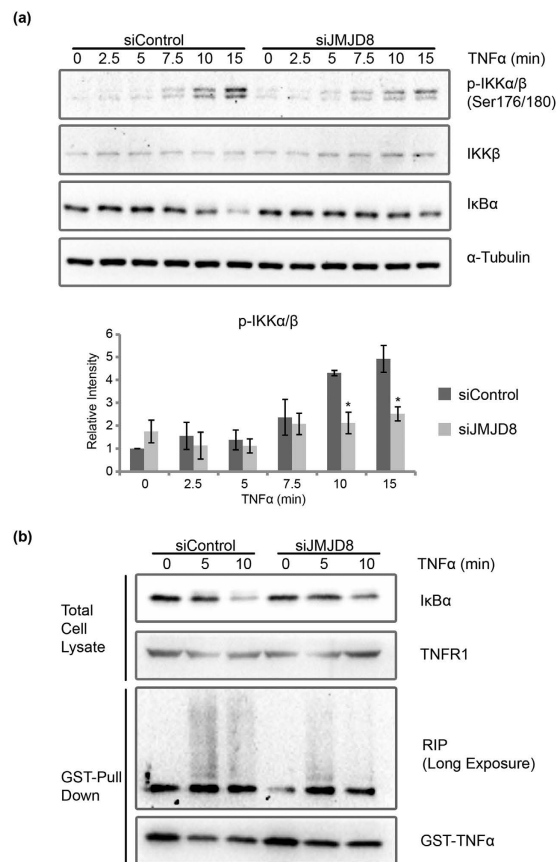 (a)
siControl siJMJD8
0 2.5 5 7.5 10 15 0 2.5 5 7.5 10 15 TNFα (min)
p-IKKα/β
(Ser176/180)
IKKβ
IκBα
α-Tubulin
p-IKKα/β
Relative Intensity
6
5
4
3
2
1
0
* *
siControl
siJMJD8
0 2.5 5 7.5 10 15
TNFα (min)
(b)
siControl siJMJD8
0 5 10 0 5 10 TNFα (min)
Total
Cell
Lysate
IκBα
TNFR1
GST-Pull
Down
RIP
(Long Exposure)
GST-TNFα